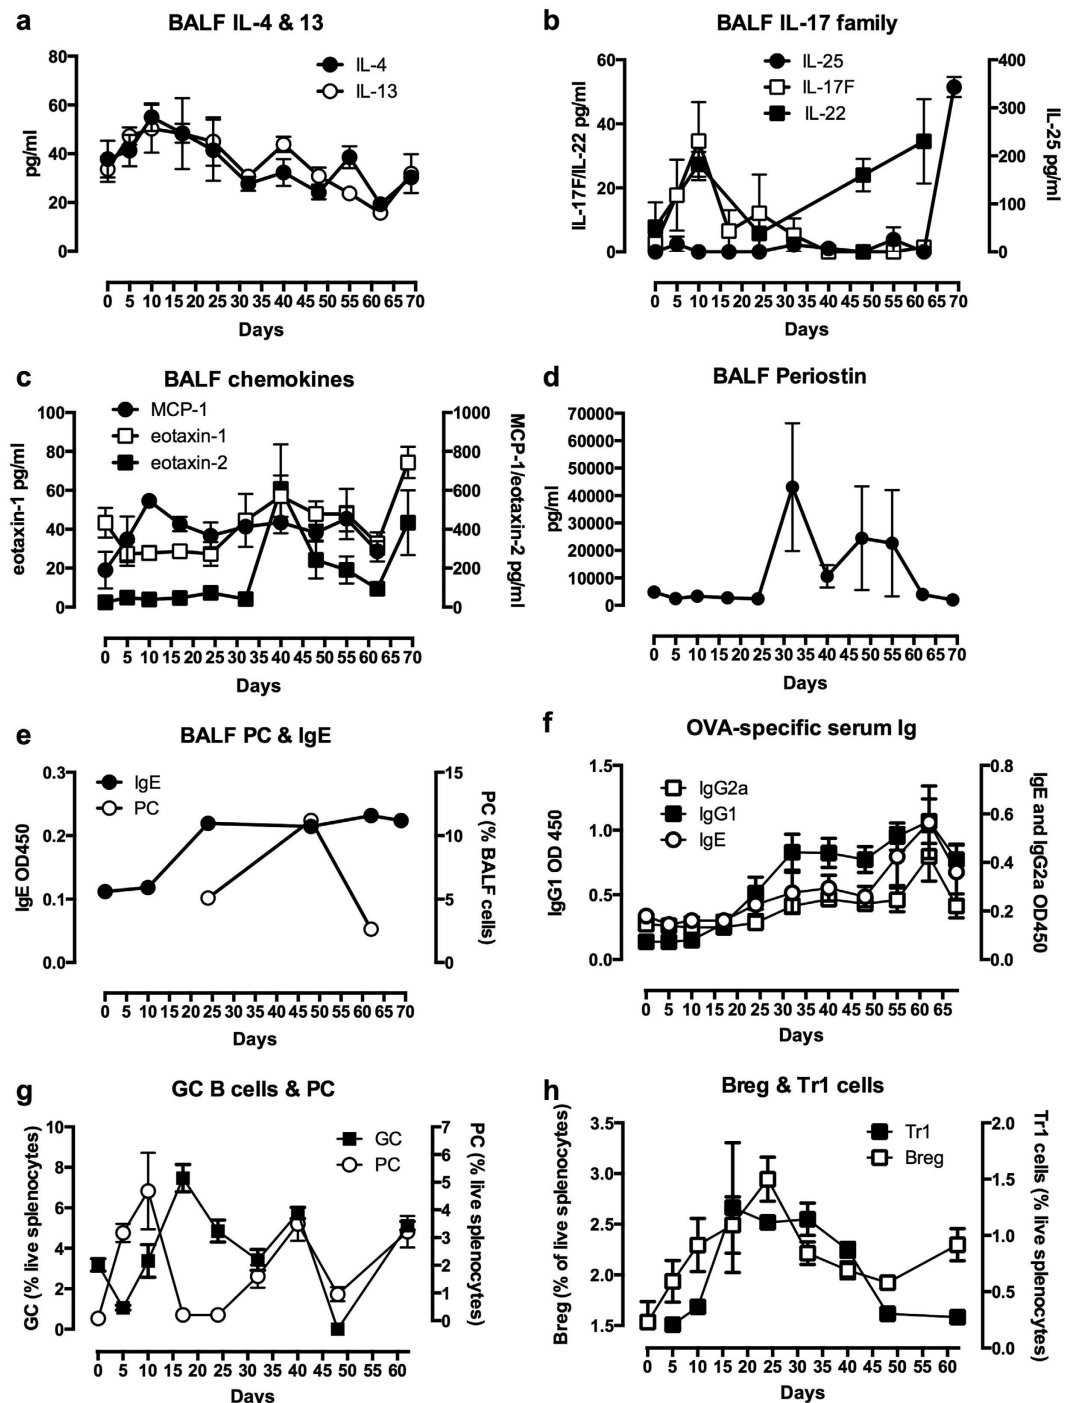 a
BALF IL-4 & 13
IL-4
IL-13
pg/ml
80
60
40
20
0
0 5 10 15 20 25 30 35 40 45 50 55 60 65 70
Days
b
BALF IL-17 family
IL-25
IL-17F
IL-22
IL-17F/IL-22 pg/ml
60
40
20
0
400
300
200
100
0
IL-25 pg/ml
0 5 10 15 20 25 30 35 40 45 50 55 60 65 70
Days
c
BALF chemokines
MCP-1
eotaxin-1
eotaxin-2
eotaxin-1 pg/ml
100
80
60
40
20
0
1000
800
600
400
200
0
MCP-1/eotaxin-2 pg/ml
0 5 10 15 20 25 30 35 40 45 50 55 60 65 70
Days
d
BALF Periostin
pg/ml
70000
60000
50000
40000
30000
20000
10000
0
0 5 10 15 20 25 30 35 40 45 50 55 60 65 70
Days
e
BALF PC & IgE
IgE
PC
IgE OD450
0.3
0.2
0.1
0.0
15
10
5
0
PC (% BALF cells)
0 5 10 15 20 25 30 35 40 45 50 55 60 65 70
Days
f
OVA-specific serum Ig
IgG2a
IgG1
IgE
IgG1 OD 450
1.5
1.0
0.5
0.0
0.8
0.6
0.4
0.2
0.0
IgE and IgG2a OD450
0 5 10 15 20 25 30 35 40 45 50 55 60 65
Days
g
GC B cells & PC
GC
PC
GC (% live splenocytes)
10
8
6
4
2
0
7
6
5
4
3
2
1
0
PC (% live splenocytes)
0 5 10 15 20 25 30 35 40 45 50 55 60
Days
h
Breg & Tr1 cells
Tr1
Breg
Breg (% of live splenocytes)
3.5
3.0
2.5
2.0
1.5
2.0
1.5
1.0
0.5
0.0
Tr1 cells (% live splenocytes)
0 5 10 15 20 25 30 35 40 45 50 55 60
Days